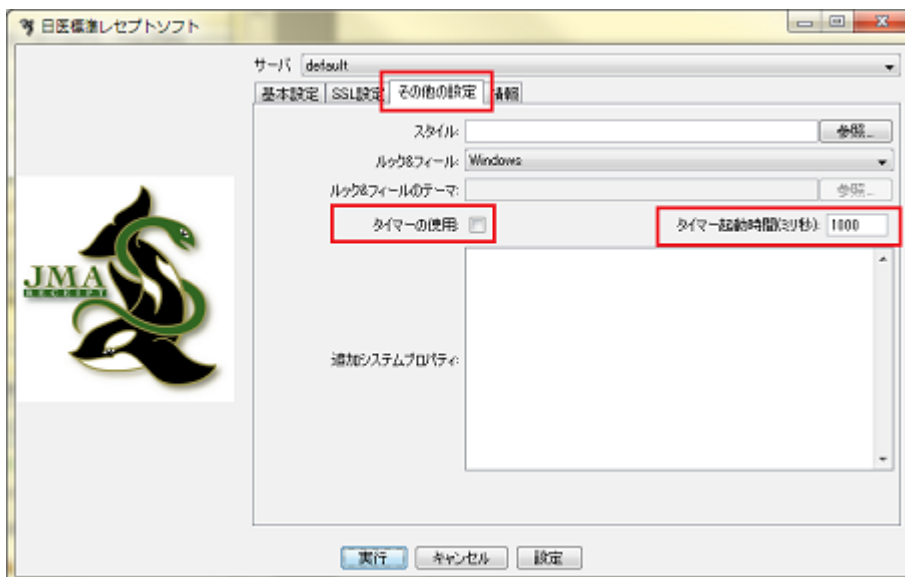 日医標準レセプトソフト
サーバ default
基本設定 SSL設定 その他の設定 情報
スタイル: 参照...
ルック&フィール: Windows
ルック&フィールのテーマ: 参照...
タイマーの使用: タイマー起動時間(ミリ秒): 1000
JMA
RECEIPT
追加システムプロパティ:
実行 キャンセル 設定